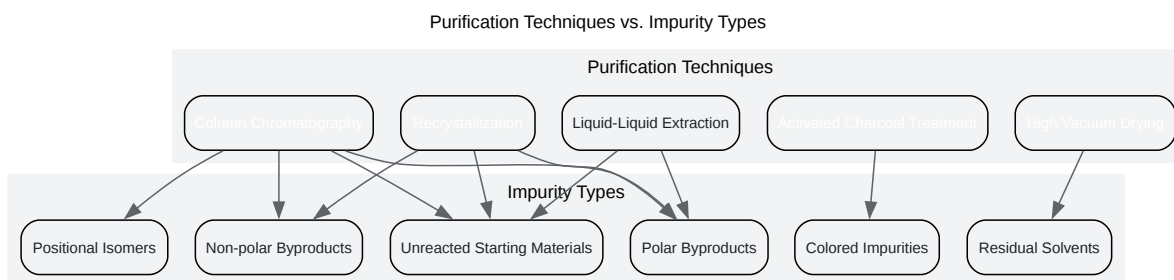 Purification Techniques vs. Impurity Types
Purification Techniques
Column Chromatography
Recrystallization
Liquid-Liquid Extraction
Activated Charcoal Treatment
High Vacuum Drying
Impurity Types
Positional Isomers
Non-polar Byproducts
Unreacted Starting Materials
Polar Byproducts
Colored Impurities
Residual Solvents